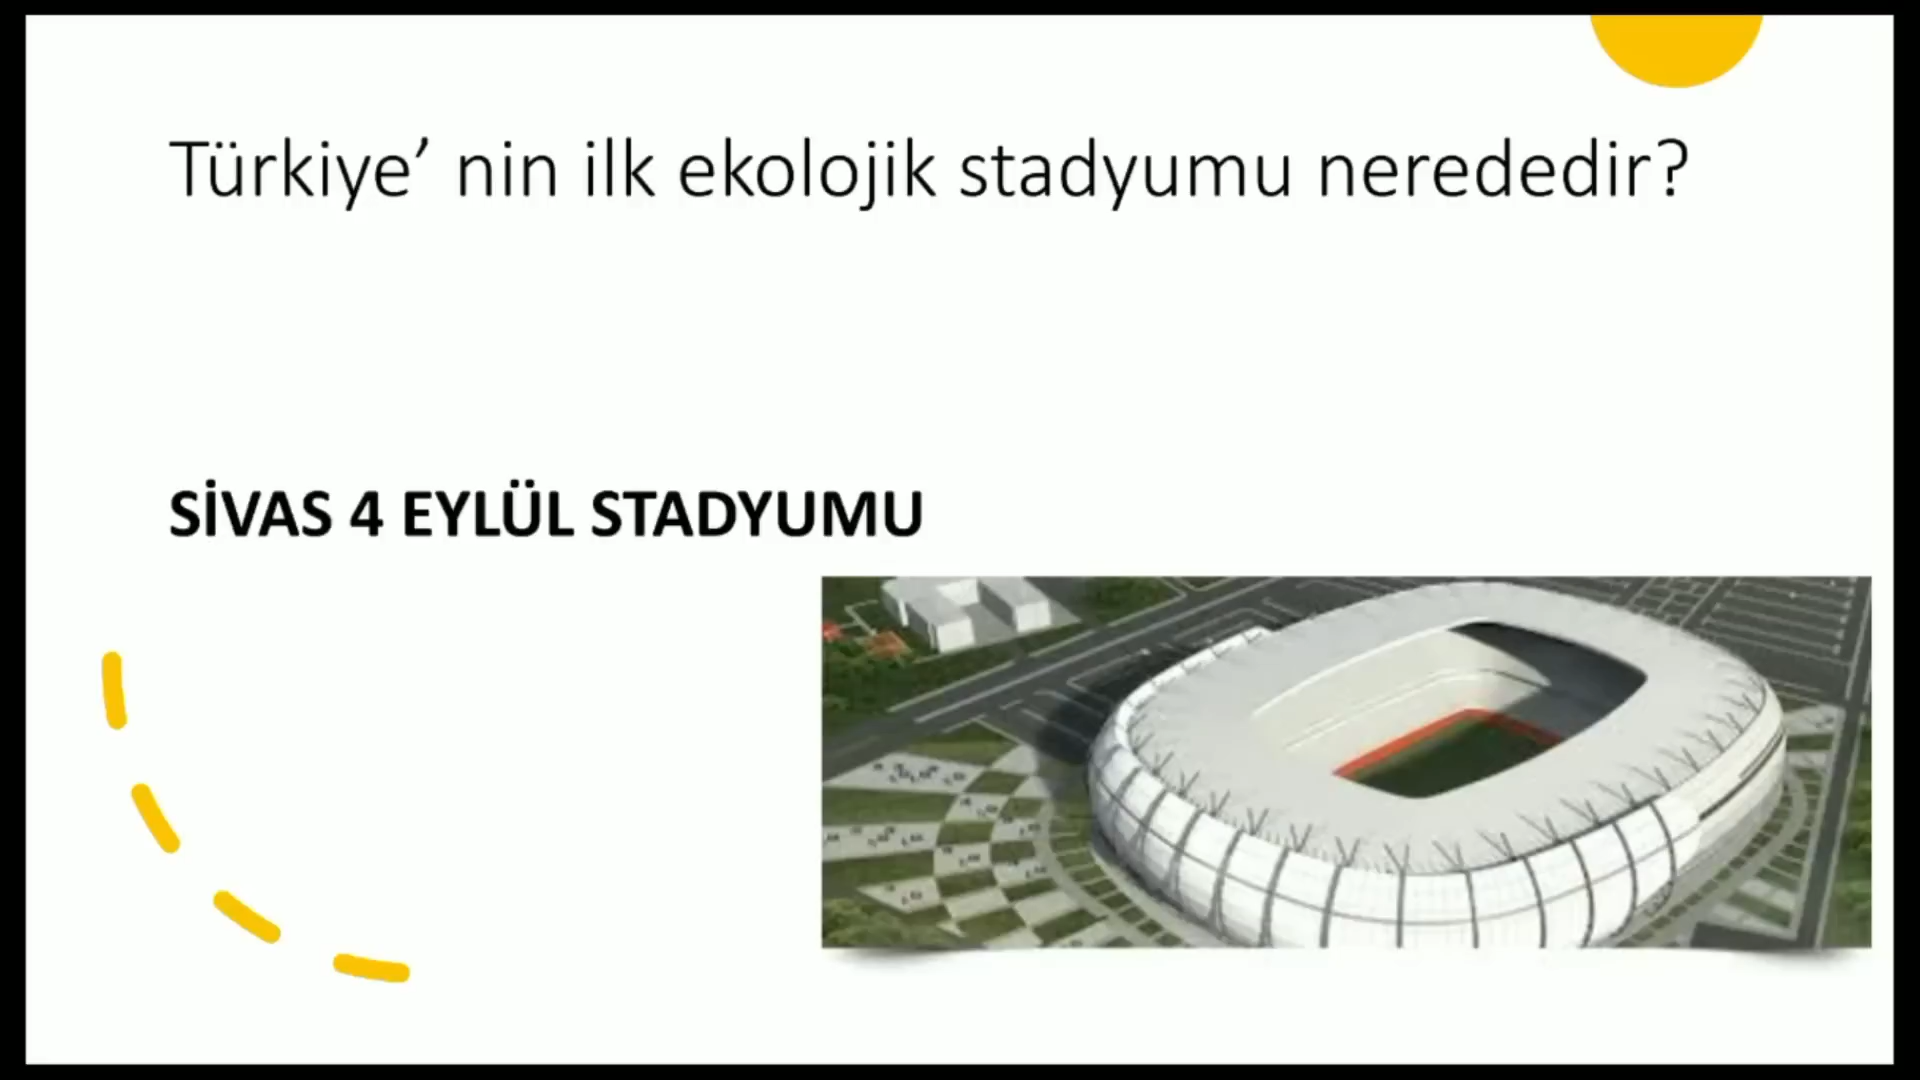 Türkiye’ nin ilk ekolojik stadyumu nerededir?
SİVAS 4 EYLÜL STADYUMU